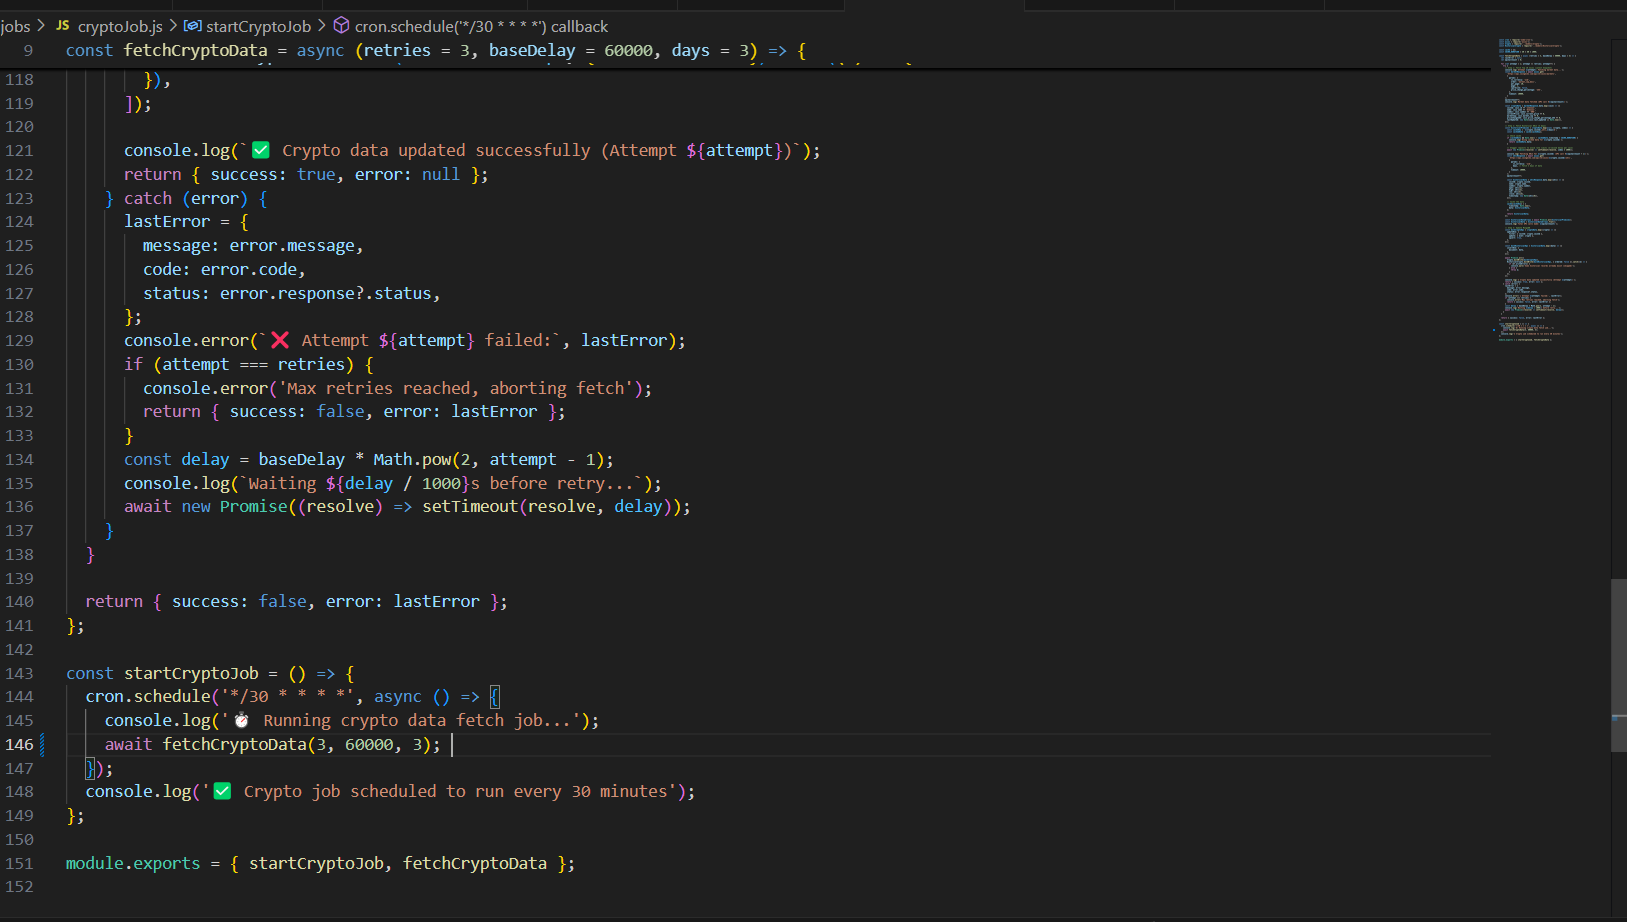 jobs > JS cryptoJob.js > startCryptoJob > cron.schedule('*/30 * * * *') callback
9 const fetchCryptoData = async (retries = 3, baseDelay = 60000, days = 3) => {
118 }),
119 ]);
120
121 console.log(`✅ Crypto data updated successfully (Attempt ${attempt})`);
122 return { success: true, error: null };
123 } catch (error) {
124 lastError = {
125 message: error.message,
126 code: error.code,
127 status: error.response?.status,
128 };
129 console.error(`❌ Attempt ${attempt} failed:`, lastError);
130 if (attempt === retries) {
131 console.error('Max retries reached, aborting fetch');
132 return { success: false, error: lastError };
133 }
134 const delay = baseDelay * Math.pow(2, attempt - 1);
135 console.log(`Waiting ${delay / 1000}s before retry...`);
136 await new Promise((resolve) => setTimeout(resolve, delay));
137 }
138 }
139
140 return { success: false, error: lastError };
141 };
142
143 const startCryptoJob = () => {
144 cron.schedule('*/30 * * * *', async () => {
145 console.log('⏱️ Running crypto data fetch job...');
146 await fetchCryptoData(3, 60000, 3);
147 });
148 console.log('✅ Crypto job scheduled to run every 30 minutes');
149 };
150
151 module.exports = { startCryptoJob, fetchCryptoData };
152